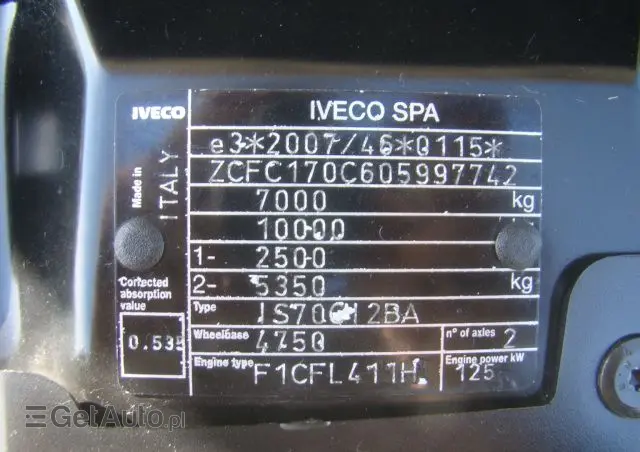 IVECO IVECO SPA
e3*2007/46*0115*
ZCFC170C605997742
Made in ITALY
7000 kg
10000
1- 2500
2- 5350 kg
Corrected absorption value
0.535
Type
Wheelbase 4750 n° of axles 2
Engine type F1CFL411H Engine power kW 125
GetAuto.pl